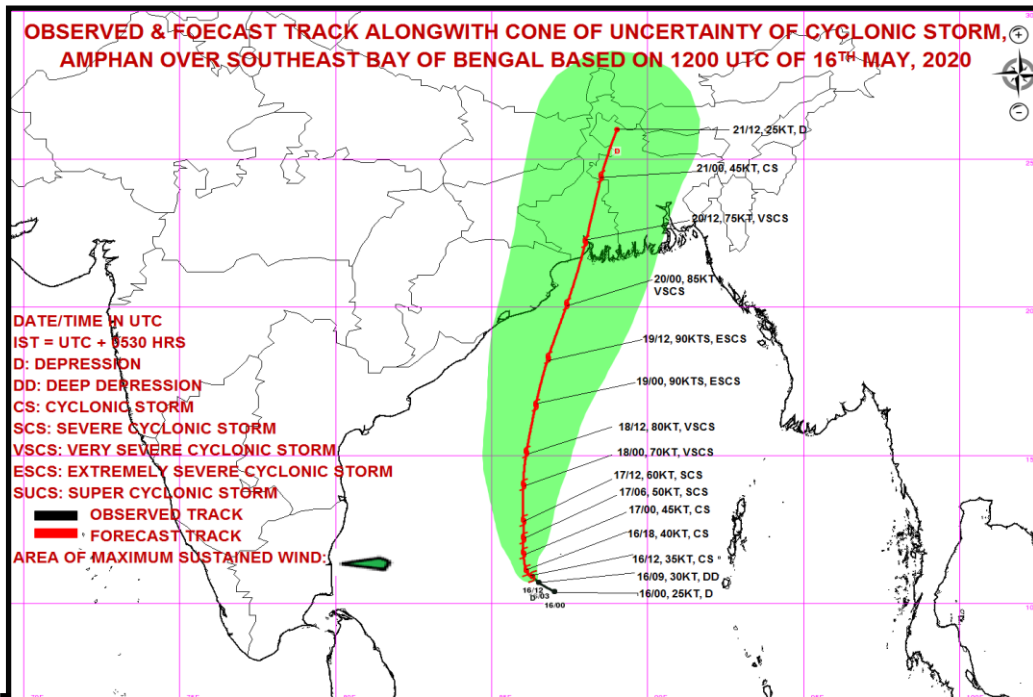 OBSERVED & FOECAST TRACK ALONGWITH CONE OF UNCERTAINTY OF CYCLONIC STORM,
AMPHAN OVER SOUTHEAST BAY OF BENGAL BASED ON 1200 UTC OF 16TH MAY, 2020
21/12, 25KT, D
D
21/00, 45KT, CS
20/12, 75KT, VSCS
20/00, 85KT
VSCS
19/12, 90KTS, ESCS
19/00, 90KTS, ESCS
18/12, 80KT, VSCS
18/00, 70KT, VSCS
17/12, 60KT, SCS
17/06, 50KT, SCS
17/00, 45KT, CS
16/18, 40KT, CS
16/12, 35KT, CS
16/09, 30KT, DD
16/00, 25KT, D
16/12
D
16/00
DATE/TIME IN UTC
IST = UTC + 0530 HRS
D: DEPRESSION
DD: DEEP DEPRESSION
CS: CYCLONIC STORM
SCS: SEVERE CYCLONIC STORM
VSCS: VERY SEVERE CYCLONIC STORM
ESCS: EXTREMELY SEVERE CYCLONIC STORM
SUCS: SUPER CYCLONIC STORM
OBSERVED TRACK
FORECAST TRACK
AREA OF MAXIMUM SUSTAINED WIND: